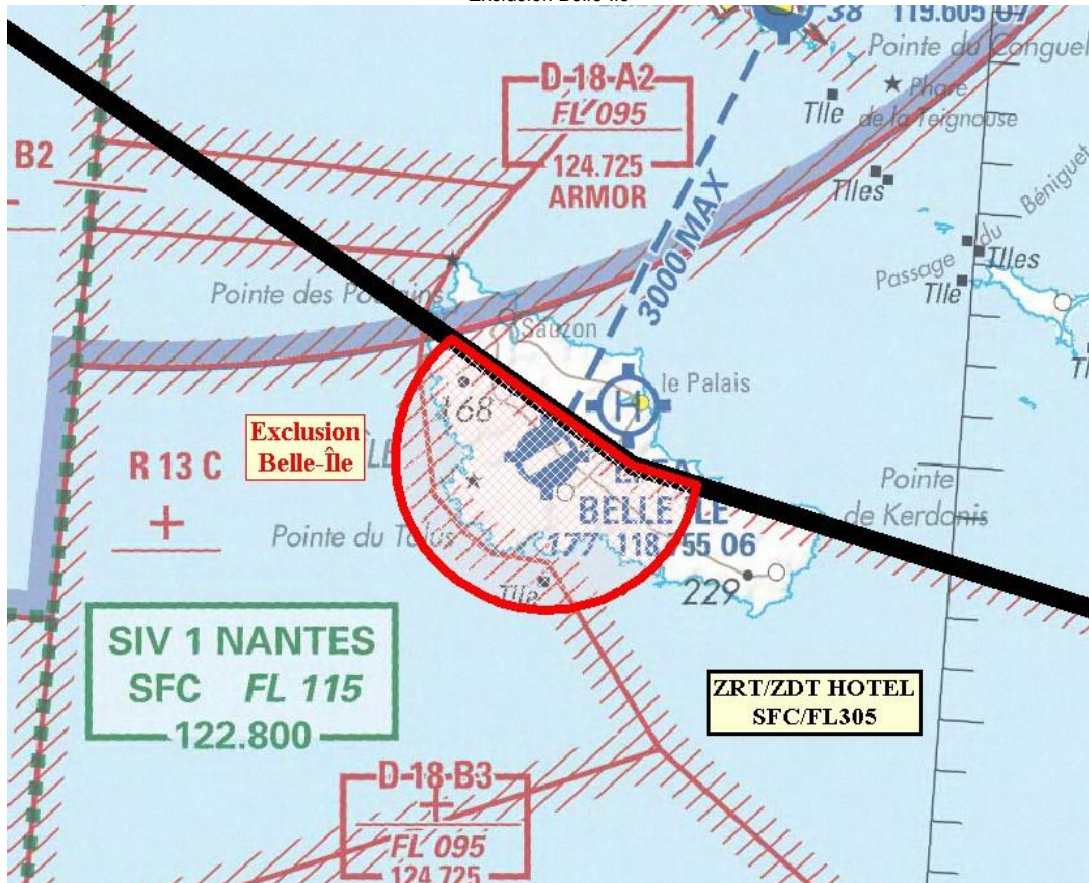 Exclusion Belle-Île
38 119.605 07
Pointe du Conguel
Phare
de la Teignouse
Tlle
D-18-A2
FL 095
124.725
ARMOR
B2
Tlles
Béniguet
du
Passage
Tlles
Tlle
3000 MAX
Pointe des Poulains
Sauzon
le Palais
H
168
Exclusion
Belle-Île
R 13 C
Pointe du Talus
BELLE ILE
177 118.755 06
Pointe
de Kerdonis
Tlle
229
SIV 1 NANTES
SFC FL 115
122.800
ZRT/ZDT HOTEL
SFC/FL305
D-18-B3
FL 095
124.725